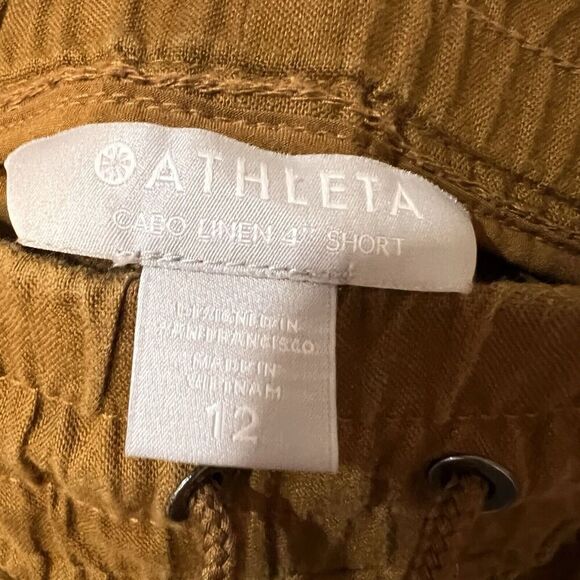 ATHLETA
CABO LINEN 4" SHORT
DESIGNED IN
SAN FRANCISCO
MADE IN
VIETNAM
12